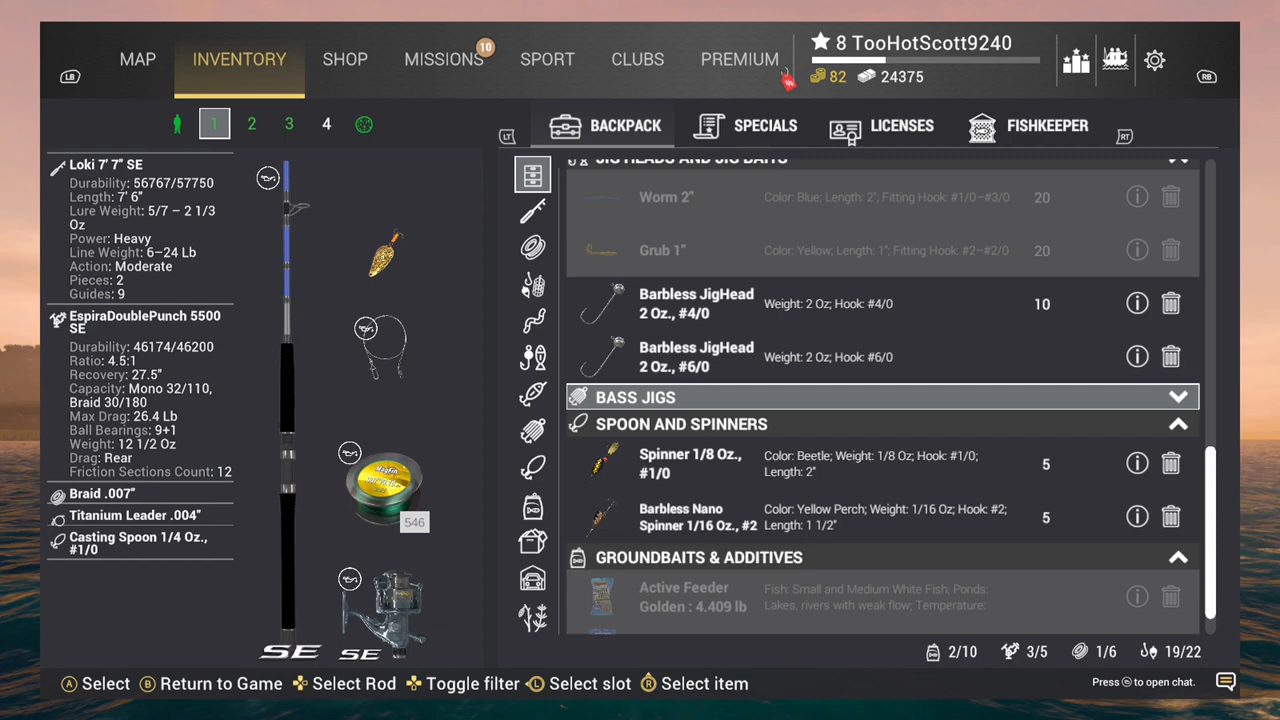 MAP
INVENTORY
SHOP
MISSIONS
10
SPORT
CLUBS
PREMIUM
8 TooHotScott9240
82
24375
LB
RB
1
2
3
4
LT
BACKPACK
SPECIALS
LICENSES
FISHKEEPER
RT
Loki 7' 7" SE
Durability: 56767/57750
Length: 7' 6"
Lure Weight: 5/7 – 2 1/3
Oz
Power: Heavy
Line Weight: 6–24 Lb
Action: Moderate
Pieces: 2
Guides: 9
EspiraDoublePunch 5500
SE
Durability: 46174/46200
Ratio: 4.5:1
Recovery: 27.5"
Capacity: Mono 32/110,
Braid 30/180
Max Drag: 26.4 Lb
Ball Bearings: 9+1
Weight: 12 1/2 Oz
Drag: Rear
Friction Sections Count: 12
Braid .007"
Titanium Leader .004"
Casting Spoon 1/4 Oz.,
#1/0
MagFin
546
SE
SE
JIG HEADS AND JIG BAITS
Worm 2"
Color: Blue; Length: 2"; Fitting Hook: #1/0–#3/0
20
Grub 1"
Color: Yellow; Length: 1"; Fitting Hook: #2–#2/0
20
Barbless JigHead
2 Oz., #4/0
Weight: 2 Oz; Hook: #4/0
10
Barbless JigHead
2 Oz., #6/0
Weight: 2 Oz; Hook: #6/0
BASS JIGS
SPOON AND SPINNERS
Spinner 1/8 Oz.,
#1/0
Color: Beetle; Weight: 1/8 Oz; Hook: #1/0;
Length: 2"
5
Barbless Nano
Spinner 1/16 Oz., #2
Color: Yellow Perch; Weight: 1/16 Oz; Hook: #2;
Length: 1 1/2"
5
GROUNDBAITS & ADDITIVES
Active Feeder
Golden : 4.409 lb
Fish: Small and Medium White Fish; Ponds:
Lakes, rivers with weak flow; Temperature:
2/10
3/5
1/6
19/22
A Select
B Return to Game
Select Rod
Toggle filter
L Select slot
R Select item
Press to open chat.